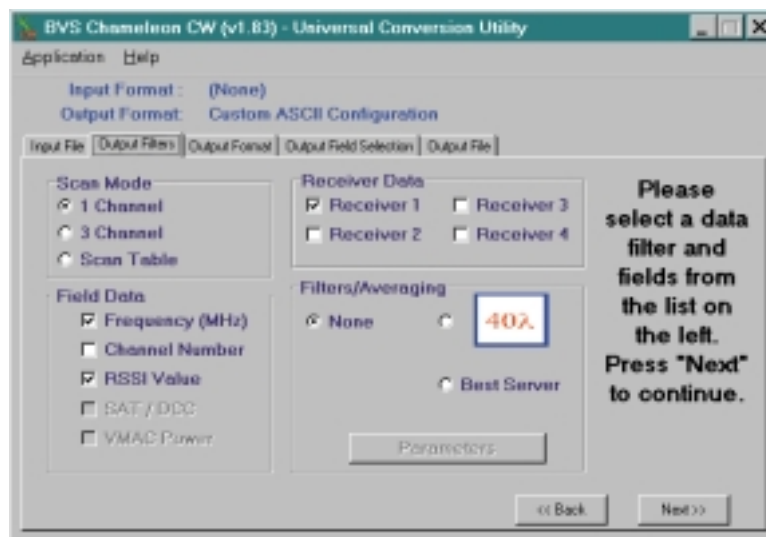 BVS Chameleon CW (v1.83) - Universal Conversion Utility
Application Help
Input Format : (None)
Output Format: Custom ASCII Configuration
Input File Output Filters Output Format Output Field Selection Output File
Scan Mode
1 Channel
3 Channel
Scan Table
Field Data
Frequency (MHz)
Channel Number
RSSI Value
SAT / DCC
VMAC Power
Receiver Data
Receiver 1 Receiver 3
Receiver 2 Receiver 4
Filters/Averaging
None 40λ
Best Server
Parameters
Please
select a data
filter and
fields from
the list on
the left.
Press "Next"
to continue.
<< Back Next >>